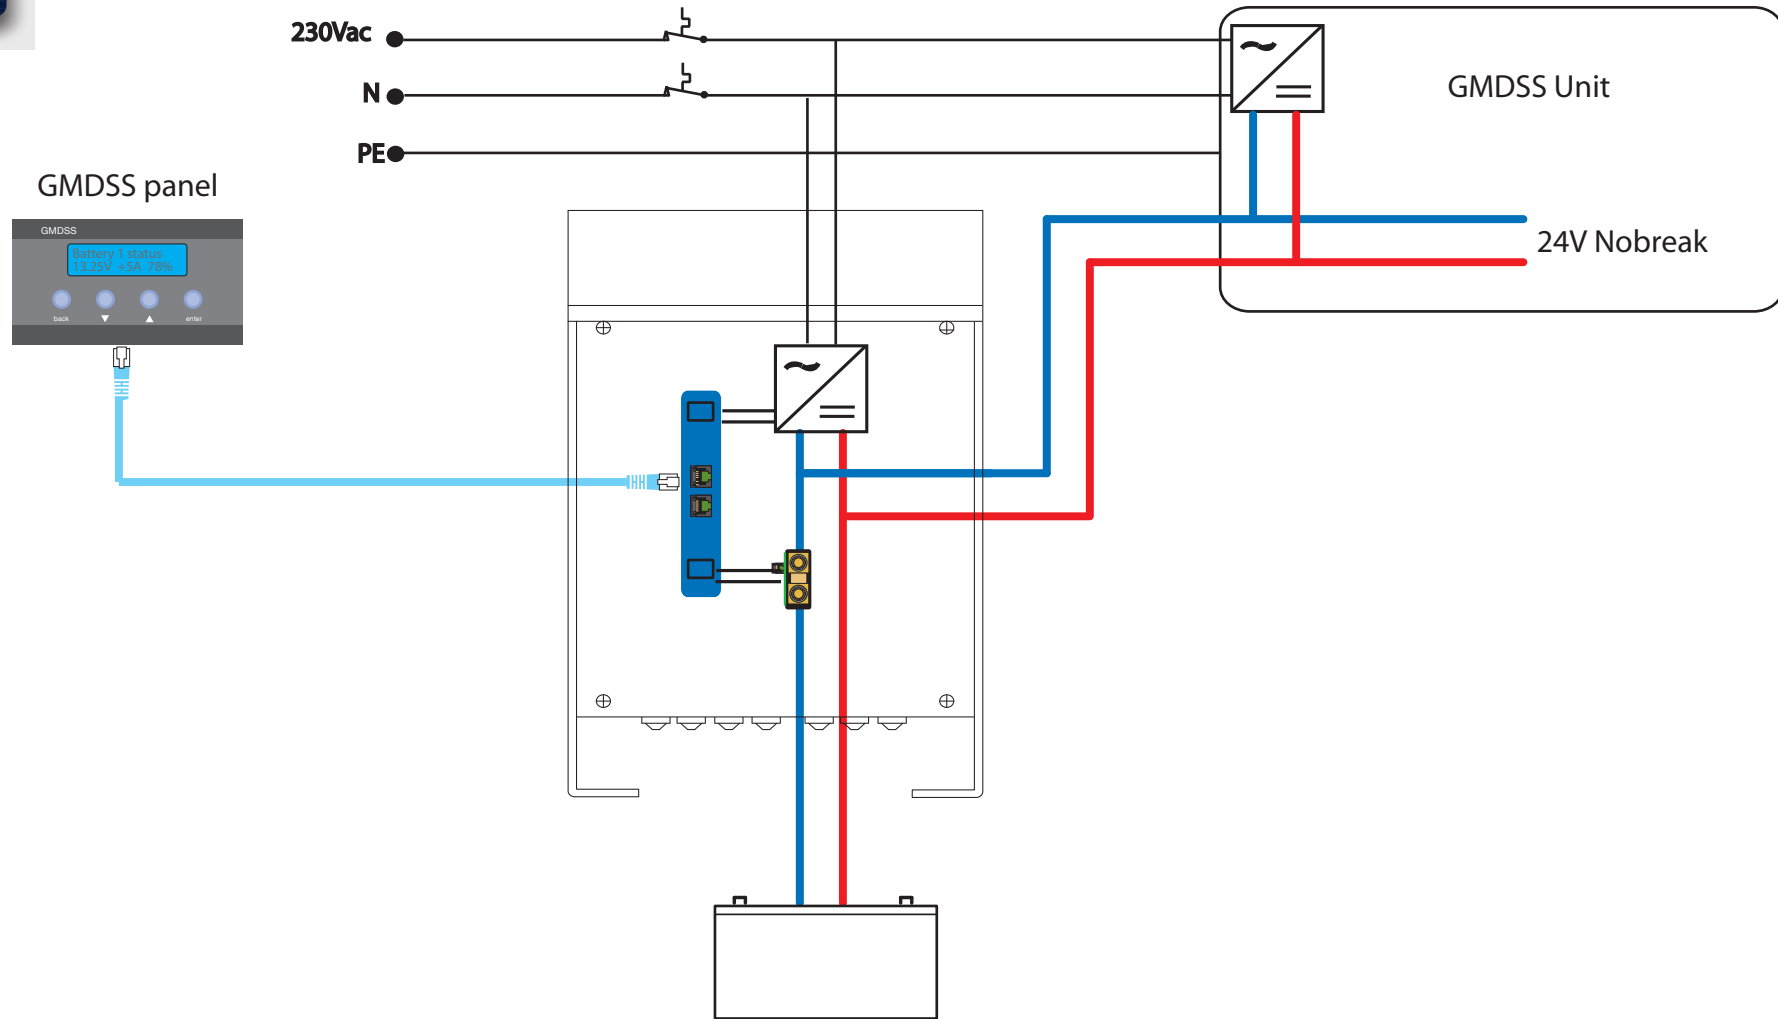 230Vac
N
PE
GMDSS Unit
24V Nobreak
GMDSS panel
GMDSS
Battery 1 status
13.25V +5A 78%
back
enter